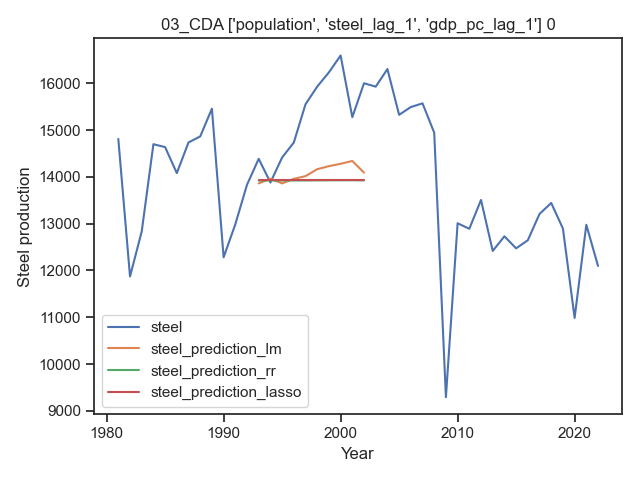 03_CDA ['population', 'steel_lag_1', 'gdp_pc_lag_1'] 0
Steel production
16000
15000
14000
13000
12000
11000
10000
9000
steel
steel_prediction_lm
steel_prediction_rr
steel_prediction_lasso
1980
1990
2000
2010
2020
Year